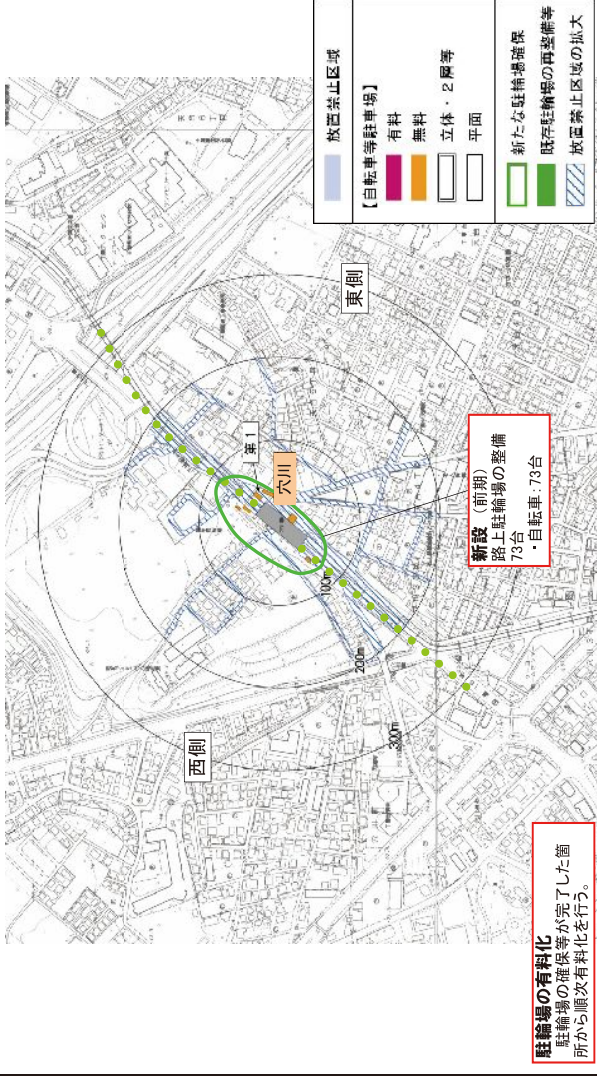 放置禁止区域
【自転車等駐車場】
有料
無料
立体・２層等
平面
新たな駐輪場確保
既存駐輪場の再整備等
放置禁止区域の拡大
東側
西側
第１
穴川
100m
200m
300m
新設（前期）
路上駐輪場の整備
73台
・自転車：73台
駐輪場の有料化
駐輪場の確保等が完了した箇
所から順次有料化を行う。